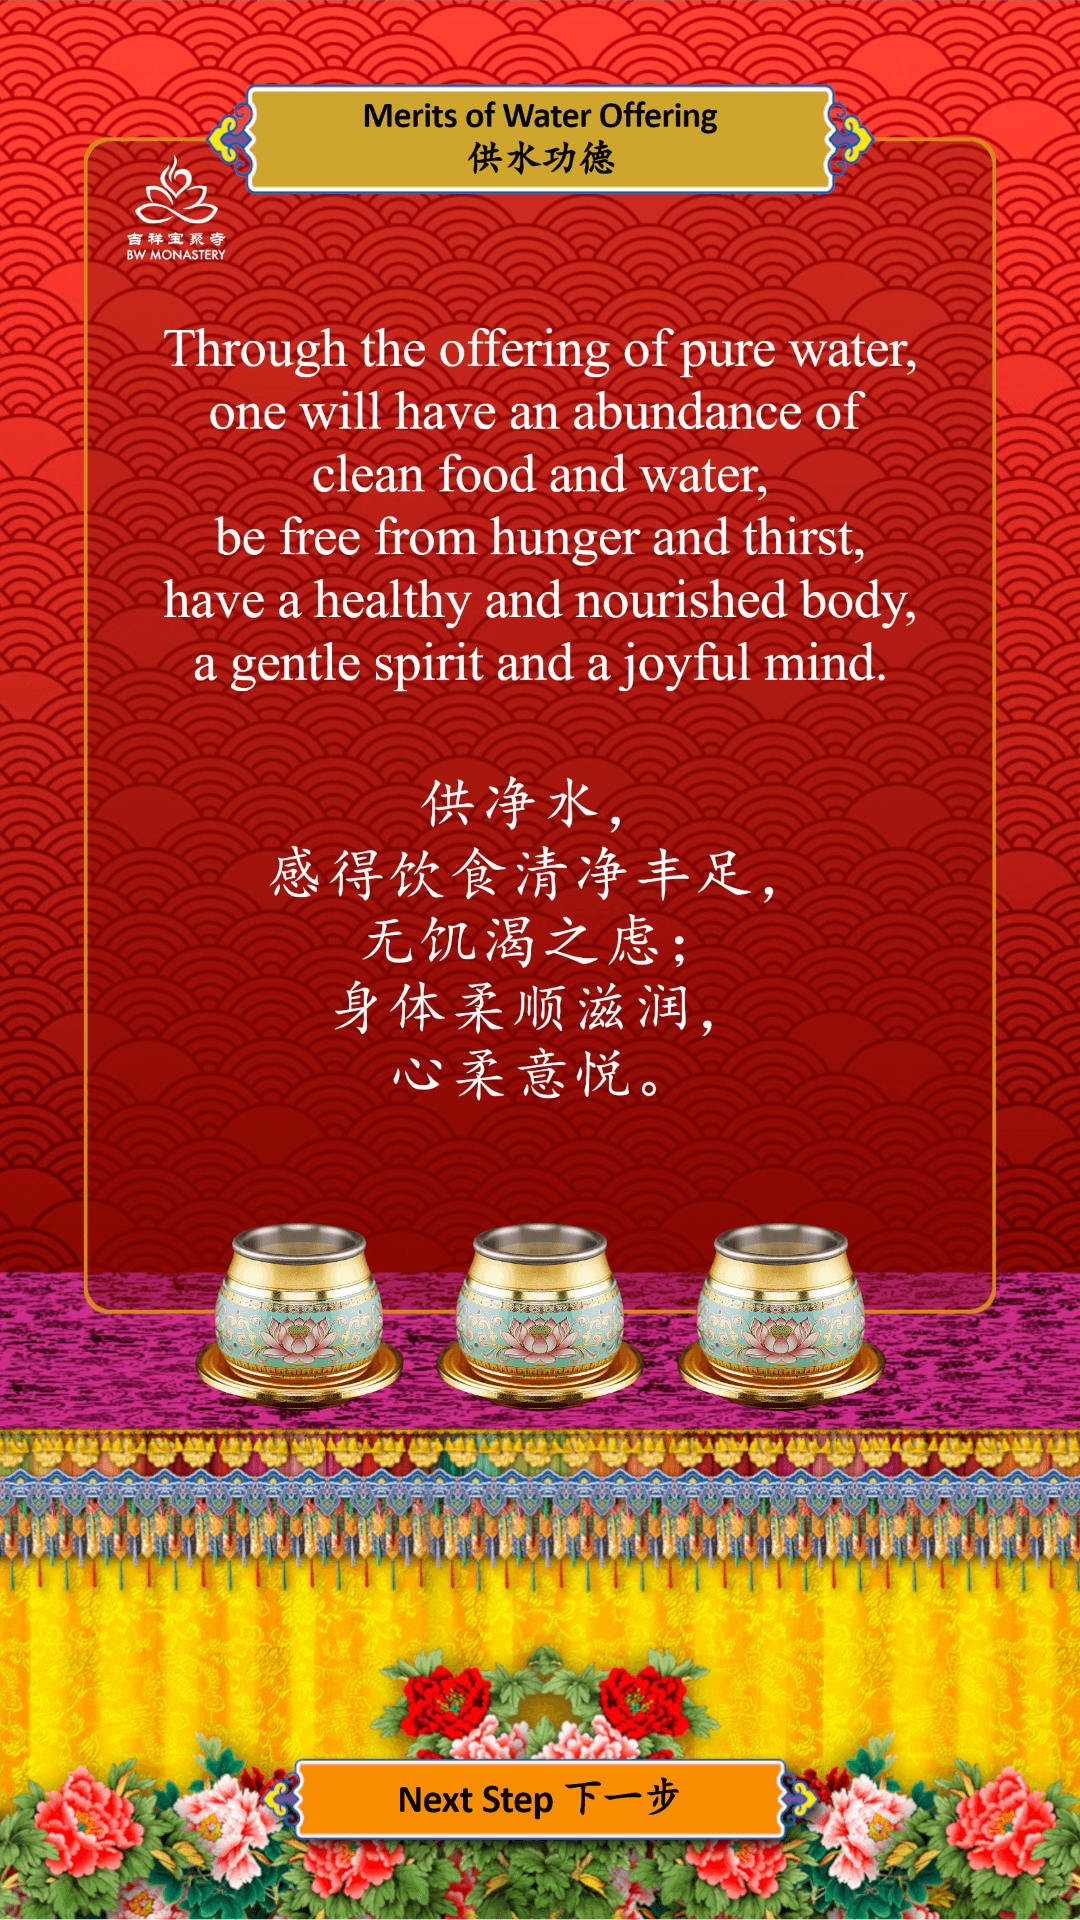 Merits of Water Offering
供水功德
吉祥宝聚寺
BW MONASTERY
Through the offering of pure water,
one will have an abundance of
clean food and water,
be free from hunger and thirst,
have a healthy and nourished body,
a gentle spirit and a joyful mind.
供净水，
感得饮食清净丰足，
无饥渴之虑；
身体柔顺滋润，
心柔意悦。
Next Step 下一步